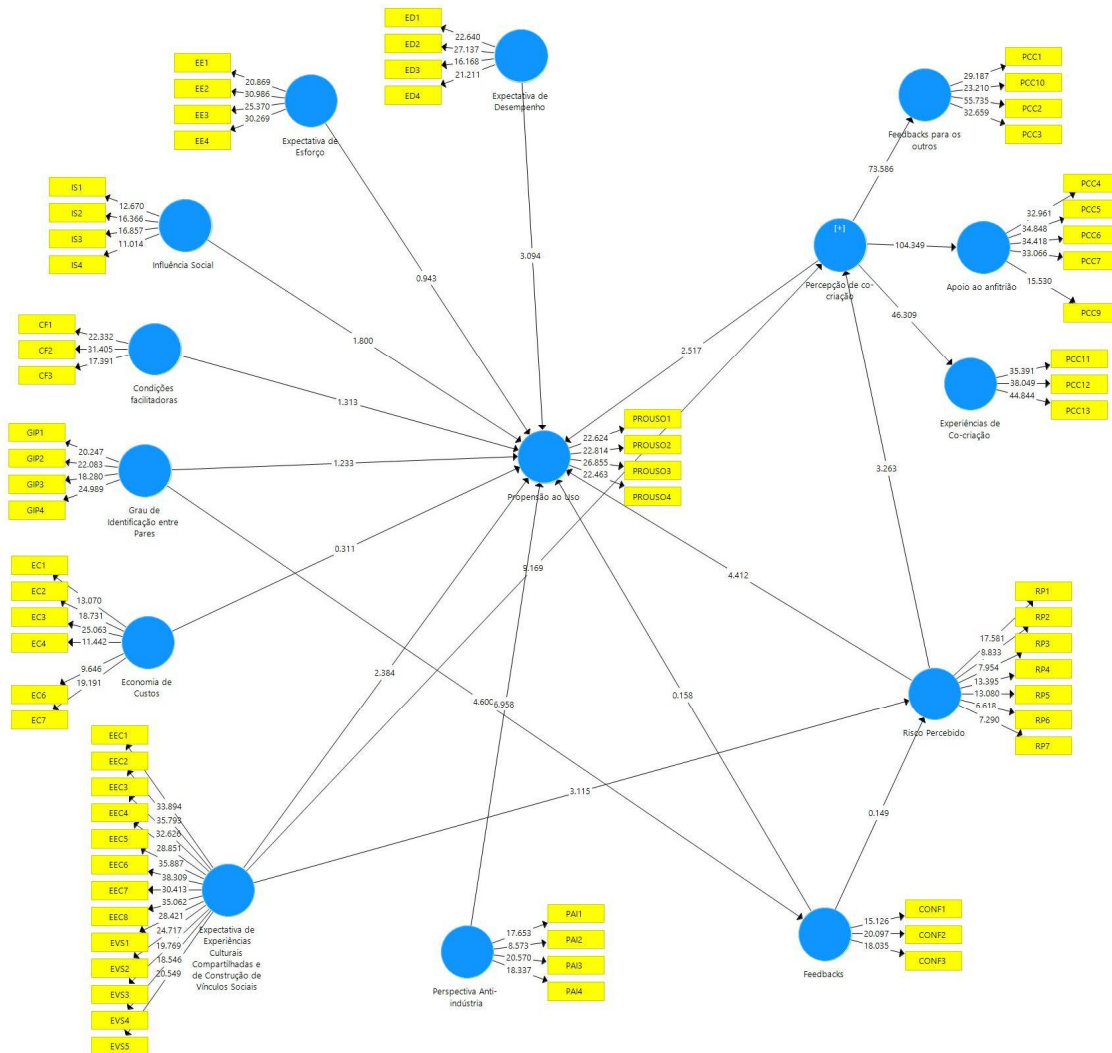 ED1
ED2
ED3
ED4
22.640
27.137
16.168
21.211
Expectativa de
Desempenho
EE1
EE2
EE3
EE4
20.869
30.986
25.370
30.269
Expectativa de
Esforço
PCC1
PCC10
PCC2
PCC3
29.187
23.210
55.735
32.659
Feedbacks para os
outros
IS1
IS2
IS3
IS4
12.670
16.366
16.857
11.014
Influência Social
PCC4
PCC5
PCC6
PCC7
PCC9
32.961
34.848
34.418
33.066
15.530
Apoio ao anfitrião
73.586
104.349
46.309
[+]
Percepção de co-
criação
3.094
0.943
1.800
2.517
CF1
CF2
CF3
22.332
31.405
17.391
Condições
facilitadoras
1.313
PCC11
PCC12
PCC13
35.391
38.049
44.844
Experiências de
Co-criação
GIP1
GIP2
GIP3
GIP4
20.247
22.083
18.280
24.989
Grau de
Identificação entre
Pares
1.233
PROUSO1
PROUSO2
PROUSO3
PROUSO4
22.624
22.814
26.855
22.463
Propensão ao Uso
3.263
0.311
9.169
4.412
EC1
EC2
EC3
EC4
EC6
EC7
13.070
18.731
25.063
11.442
9.646
19.191
Economia de
Custos
2.384
4.600
6.958
0.158
RP1
RP2
RP3
RP4
RP5
RP6
RP7
17.581
8.833
7.954
13.395
13.080
6.618
7.290
Risco Percebido
3.115
0.149
EEC1
EEC2
EEC3
EEC4
EEC5
EEC6
EEC7
EEC8
EVS1
EVS2
EVS3
EVS4
EVS5
33.894
35.793
32.626
28.851
35.887
38.309
30.413
35.062
28.421
24.717
19.769
18.546
20.549
Expectativa de
Experiências
Culturais
Compartilhadas e
de Construção de
Vínculos Sociais
PAI1
PAI2
PAI3
PAI4
17.653
8.573
20.570
18.337
Perspectiva Anti-
indústria
CONF1
CONF2
CONF3
15.126
20.097
18.035
Feedbacks